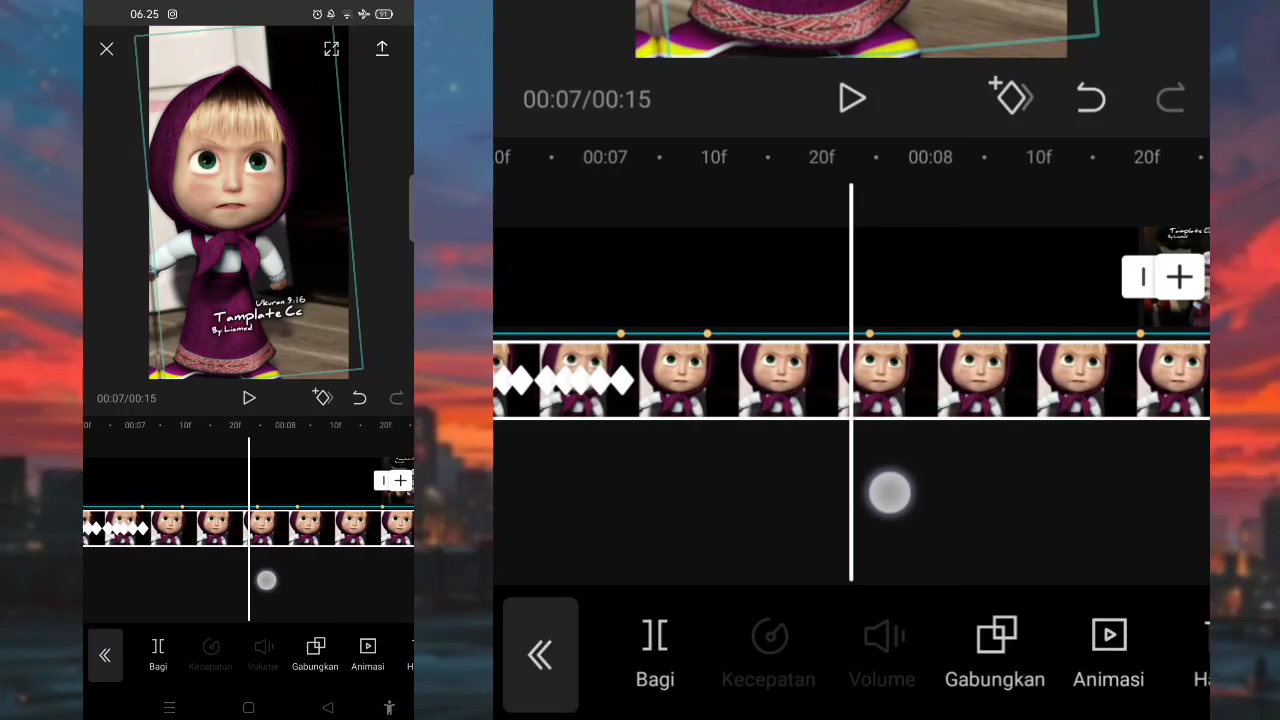 06.25
91
Ukuran 9:16
Tamplate Cc
By: Liamxd
00:07/00:15
0f
00:07
10f
20f
00:08
10f
20f
Bagi
Kecepatan
Volume
Gabungkan
Animasi
H
00:07/00:15
0f
00:07
10f
20f
00:08
10f
20f
Bagi
Kecepatan
Volume
Gabungkan
Animasi